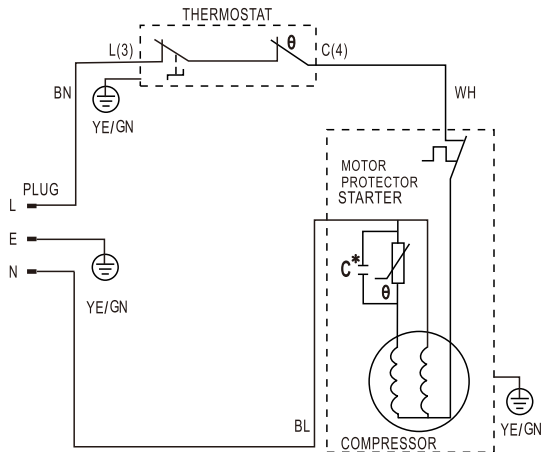 THERMOSTAT
L(3)
θ
C(4)
BN
WH
YE/GN
MOTOR
PROTECTOR
STARTER
PLUG
L
E
C*
N
θ
YE/GN
BL
YE/GN
COMPRESSOR